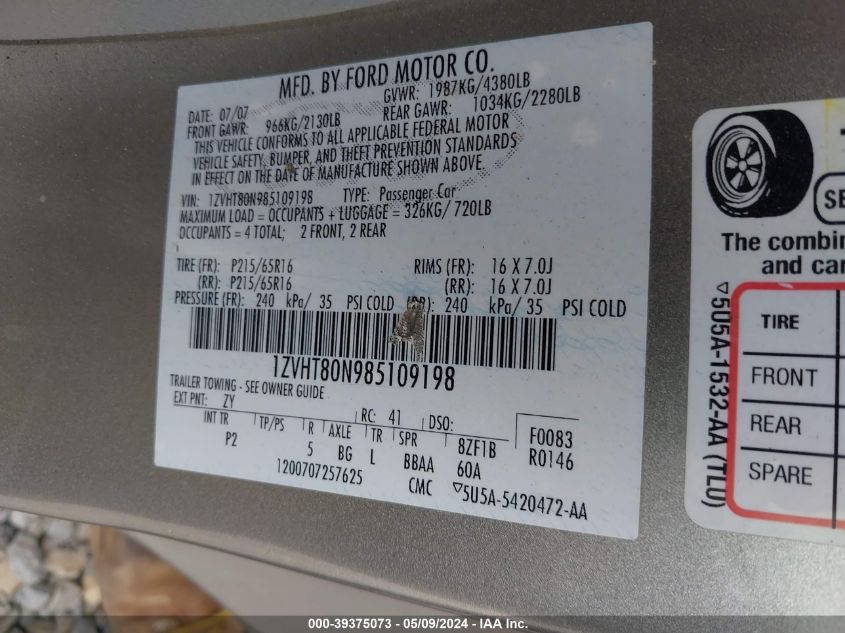 MFD. BY FORD MOTOR CO.
DATE: 07/07 GVWR: 1987KG/4380LB
FRONT GAWR: 966KG/2130LB REAR GAWR: 1034KG/2280LB
THIS VEHICLE CONFORMS TO ALL APPLICABLE FEDERAL MOTOR
VEHICLE SAFETY, BUMPER, AND THEFT PREVENTION STANDARDS
IN EFFECT ON THE DATE OF MANUFACTURE SHOWN ABOVE.
VIN: 1ZVHT80N985109198 TYPE: Passenger Car
MAXIMUM LOAD = OCCUPANTS + LUGGAGE = 326KG/ 720LB
OCCUPANTS = 4 TOTAL; 2 FRONT, 2 REAR
TIRE (FR): P215/65R16 RIMS (FR): 16 X 7.0J
(RR): P215/65R16 (RR): 16 X 7.0J
PRESSURE (FR): 240 kPa/ 35 PSI COLD (RR): 240 kPa/ 35 PSI COLD
1ZVHT80N985109198
TRAILER TOWING - SEE OWNER GUIDE
EXT PNT: ZY RC: 41 DSO:
INT TR TP/PS R AXLE TR SPR 8ZF1B F0083
P2 5 BG L BBAA 60A R0146
1200707257625 CMC ▽5U5A-5420472-AA
The combin
and car
TIRE
FRONT
REAR
SPARE
▽5U5A-1532-AA (TLU)
000-39375073 - 05/09/2024 - IAA Inc.